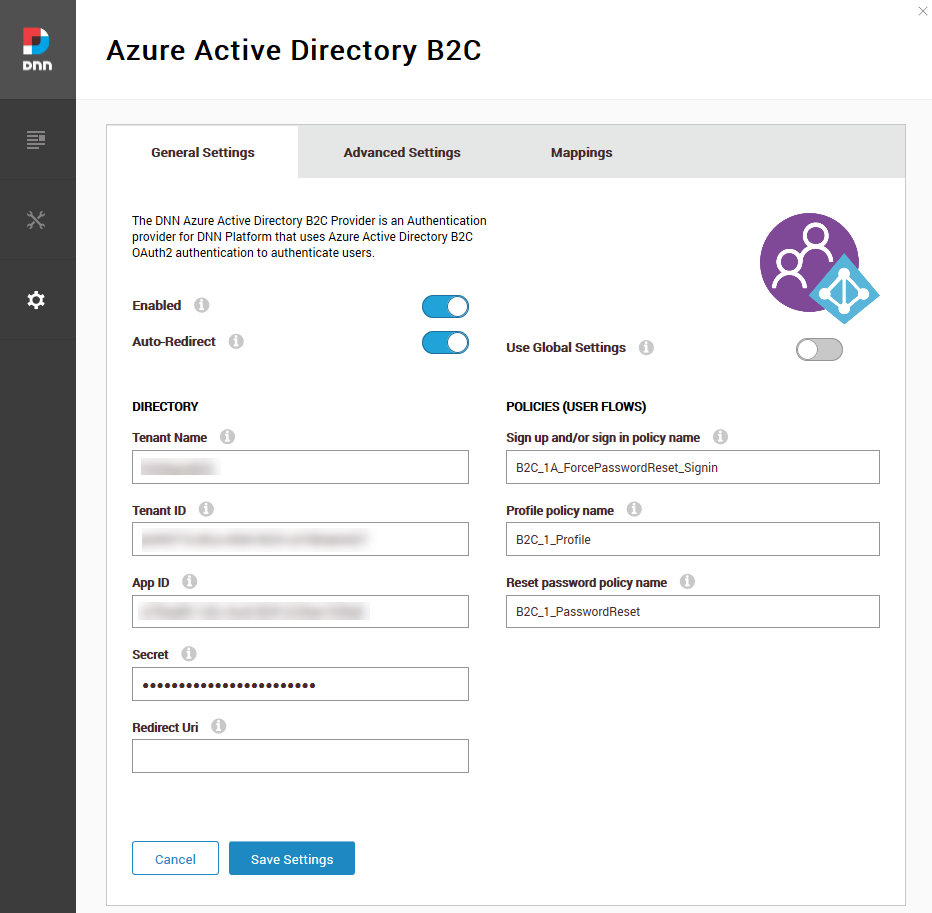 DNN
Azure Active Directory B2C
General Settings
Advanced Settings
Mappings
The DNN Azure Active Directory B2C Provider is an Authentication
provider for DNN Platform that uses Azure Active Directory B2C
OAuth2 authentication to authenticate users.
Enabled
Auto-Redirect
Use Global Settings
DIRECTORY
Tenant Name
Tenant ID
App ID
Secret
••••••••••••••••••••••••
Redirect Uri
POLICIES (USER FLOWS)
Sign up and/or sign in policy name
B2C_1A_ForcePasswordReset_Signin
Profile policy name
B2C_1_Profile
Reset password policy name
B2C_1_PasswordReset
Cancel
Save Settings